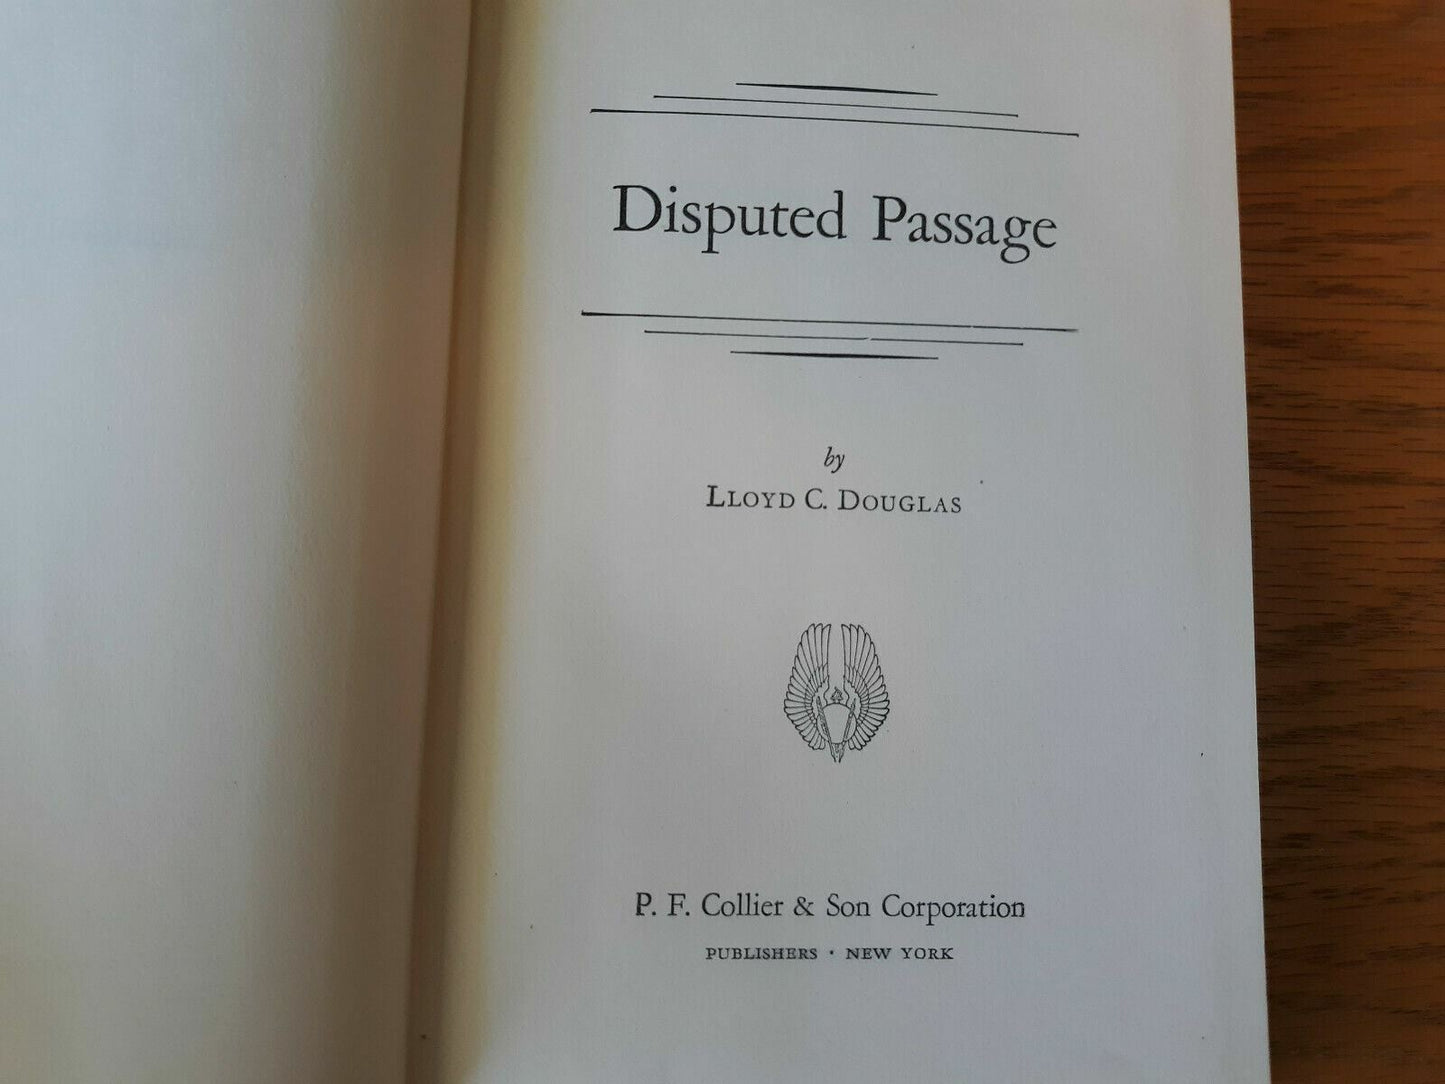 Disputed Passage
by
LLOYD C. DOUGLAS
P. F. Collier & Son Corporation
PUBLISHERS · NEW YORK